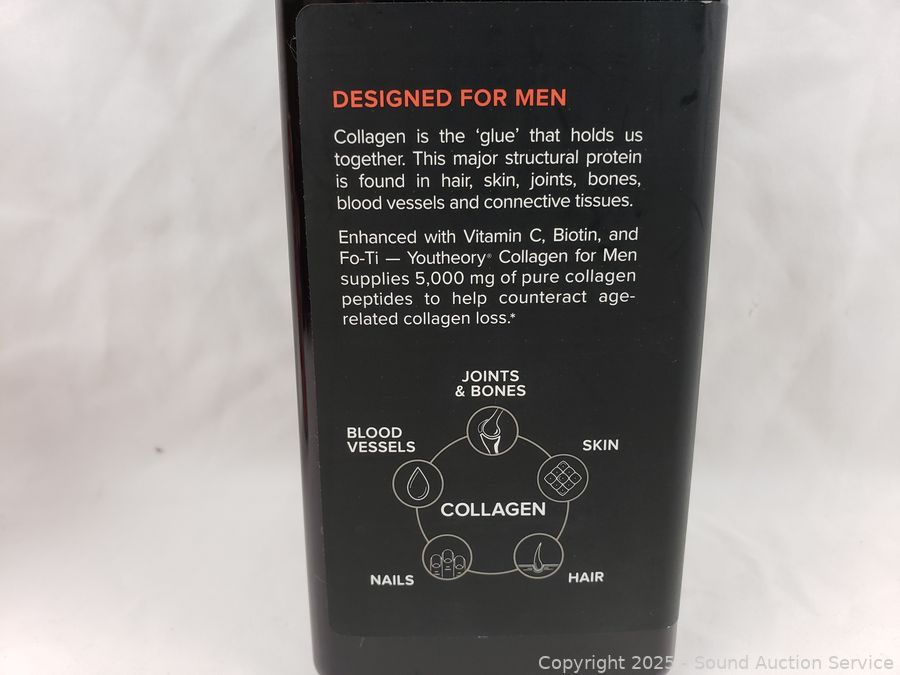 DESIGNED FOR MEN
Collagen is the ‘glue’ that holds us
together. This major structural protein
is found in hair, skin, joints, bones,
blood vessels and connective tissues.
Enhanced with Vitamin C, Biotin, and
Fo-Ti — Youtheory® Collagen for Men
supplies 5,000 mg of pure collagen
peptides to help counteract age-
related collagen loss.*
JOINTS
& BONES
BLOOD
VESSELS
SKIN
COLLAGEN
NAILS
HAIR
Copyright 2025 - Sound Auction Service